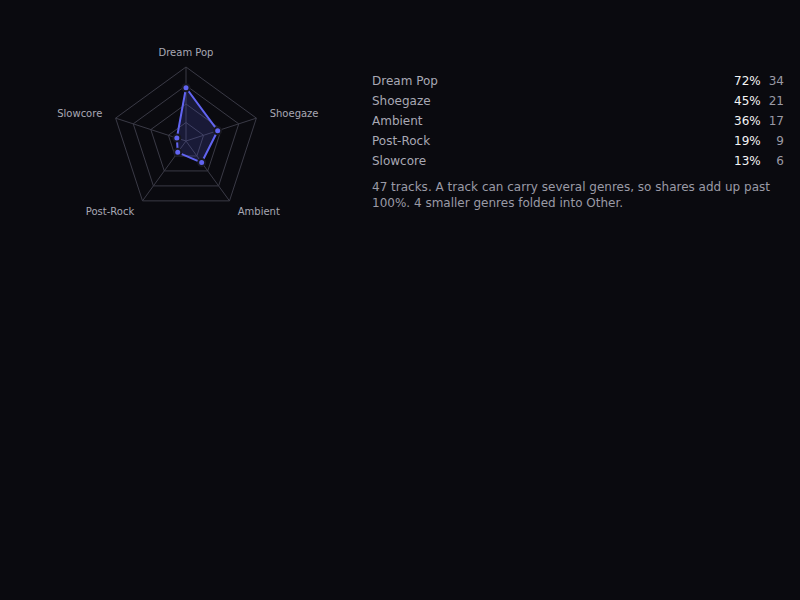 Dream Pop
Slowcore
Shoegaze
Post-Rock
Ambient
Dream Pop 72% 34
Shoegaze 45% 21
Ambient 36% 17
Post-Rock 19% 9
Slowcore 13% 6
47 tracks. A track can carry several genres, so shares add up past
100%. 4 smaller genres folded into Other.